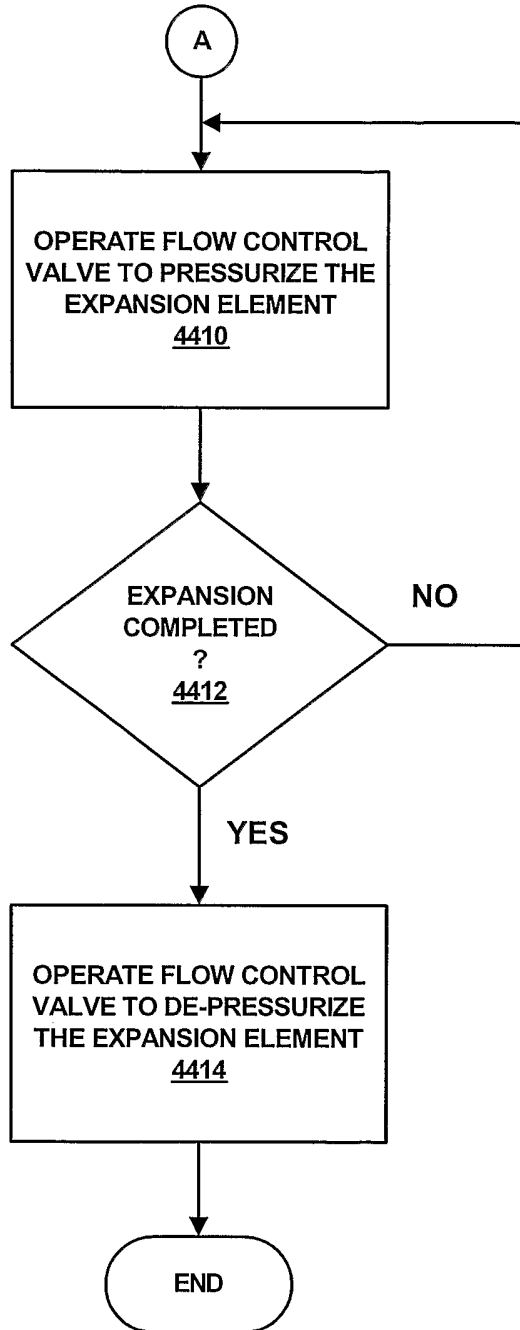 A
OPERATE FLOW CONTROL
VALVE TO PRESSURIZE THE
EXPANSION ELEMENT
4410
EXPANSION
COMPLETED
?
4412
NO
YES
OPERATE FLOW CONTROL
VALVE TO DE-PRESSURIZE
THE EXPANSION ELEMENT
4414
END